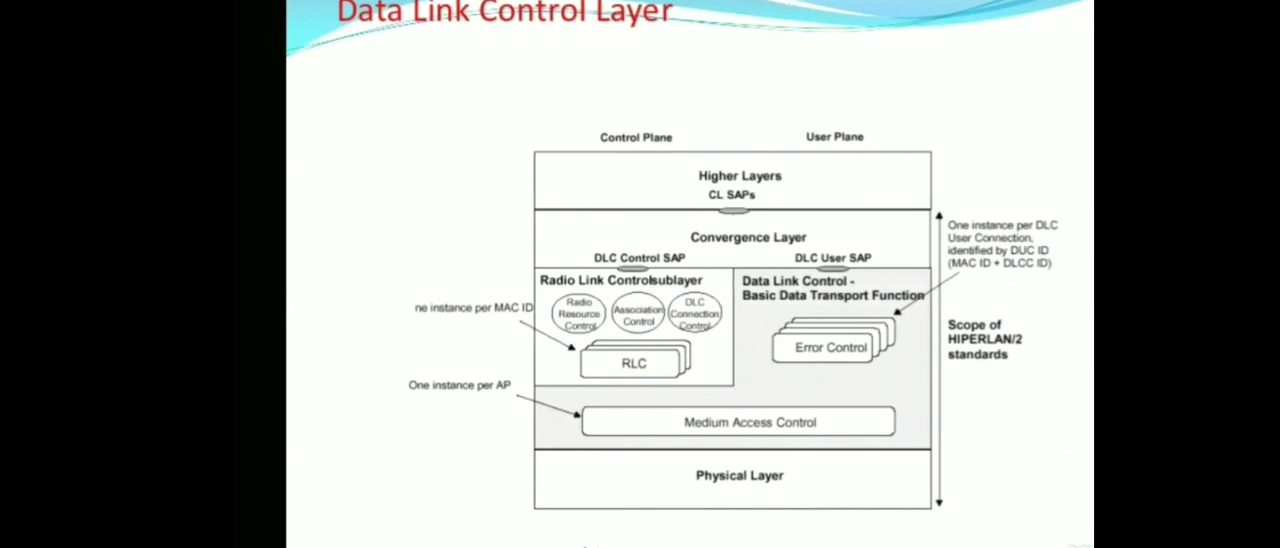 Data Link Control Layer
Control Plane
User Plane
Higher Layers
CL SAPs
Convergence Layer
DLC Control SAP
DLC User SAP
Radio Link Controlsublayer
Data Link Control -
Basic Data Transport Function
Radio
Resource
Control
Association
Control
DLC
Connection
Control
ne instance per MAC ID
RLC
Error Control
One instance per AP
Medium Access Control
Physical Layer
One instance per DLC
User Connection,
identified by DUC ID
(MAC ID + DLCC ID)
Scope of
HIPERLAN/2
standards